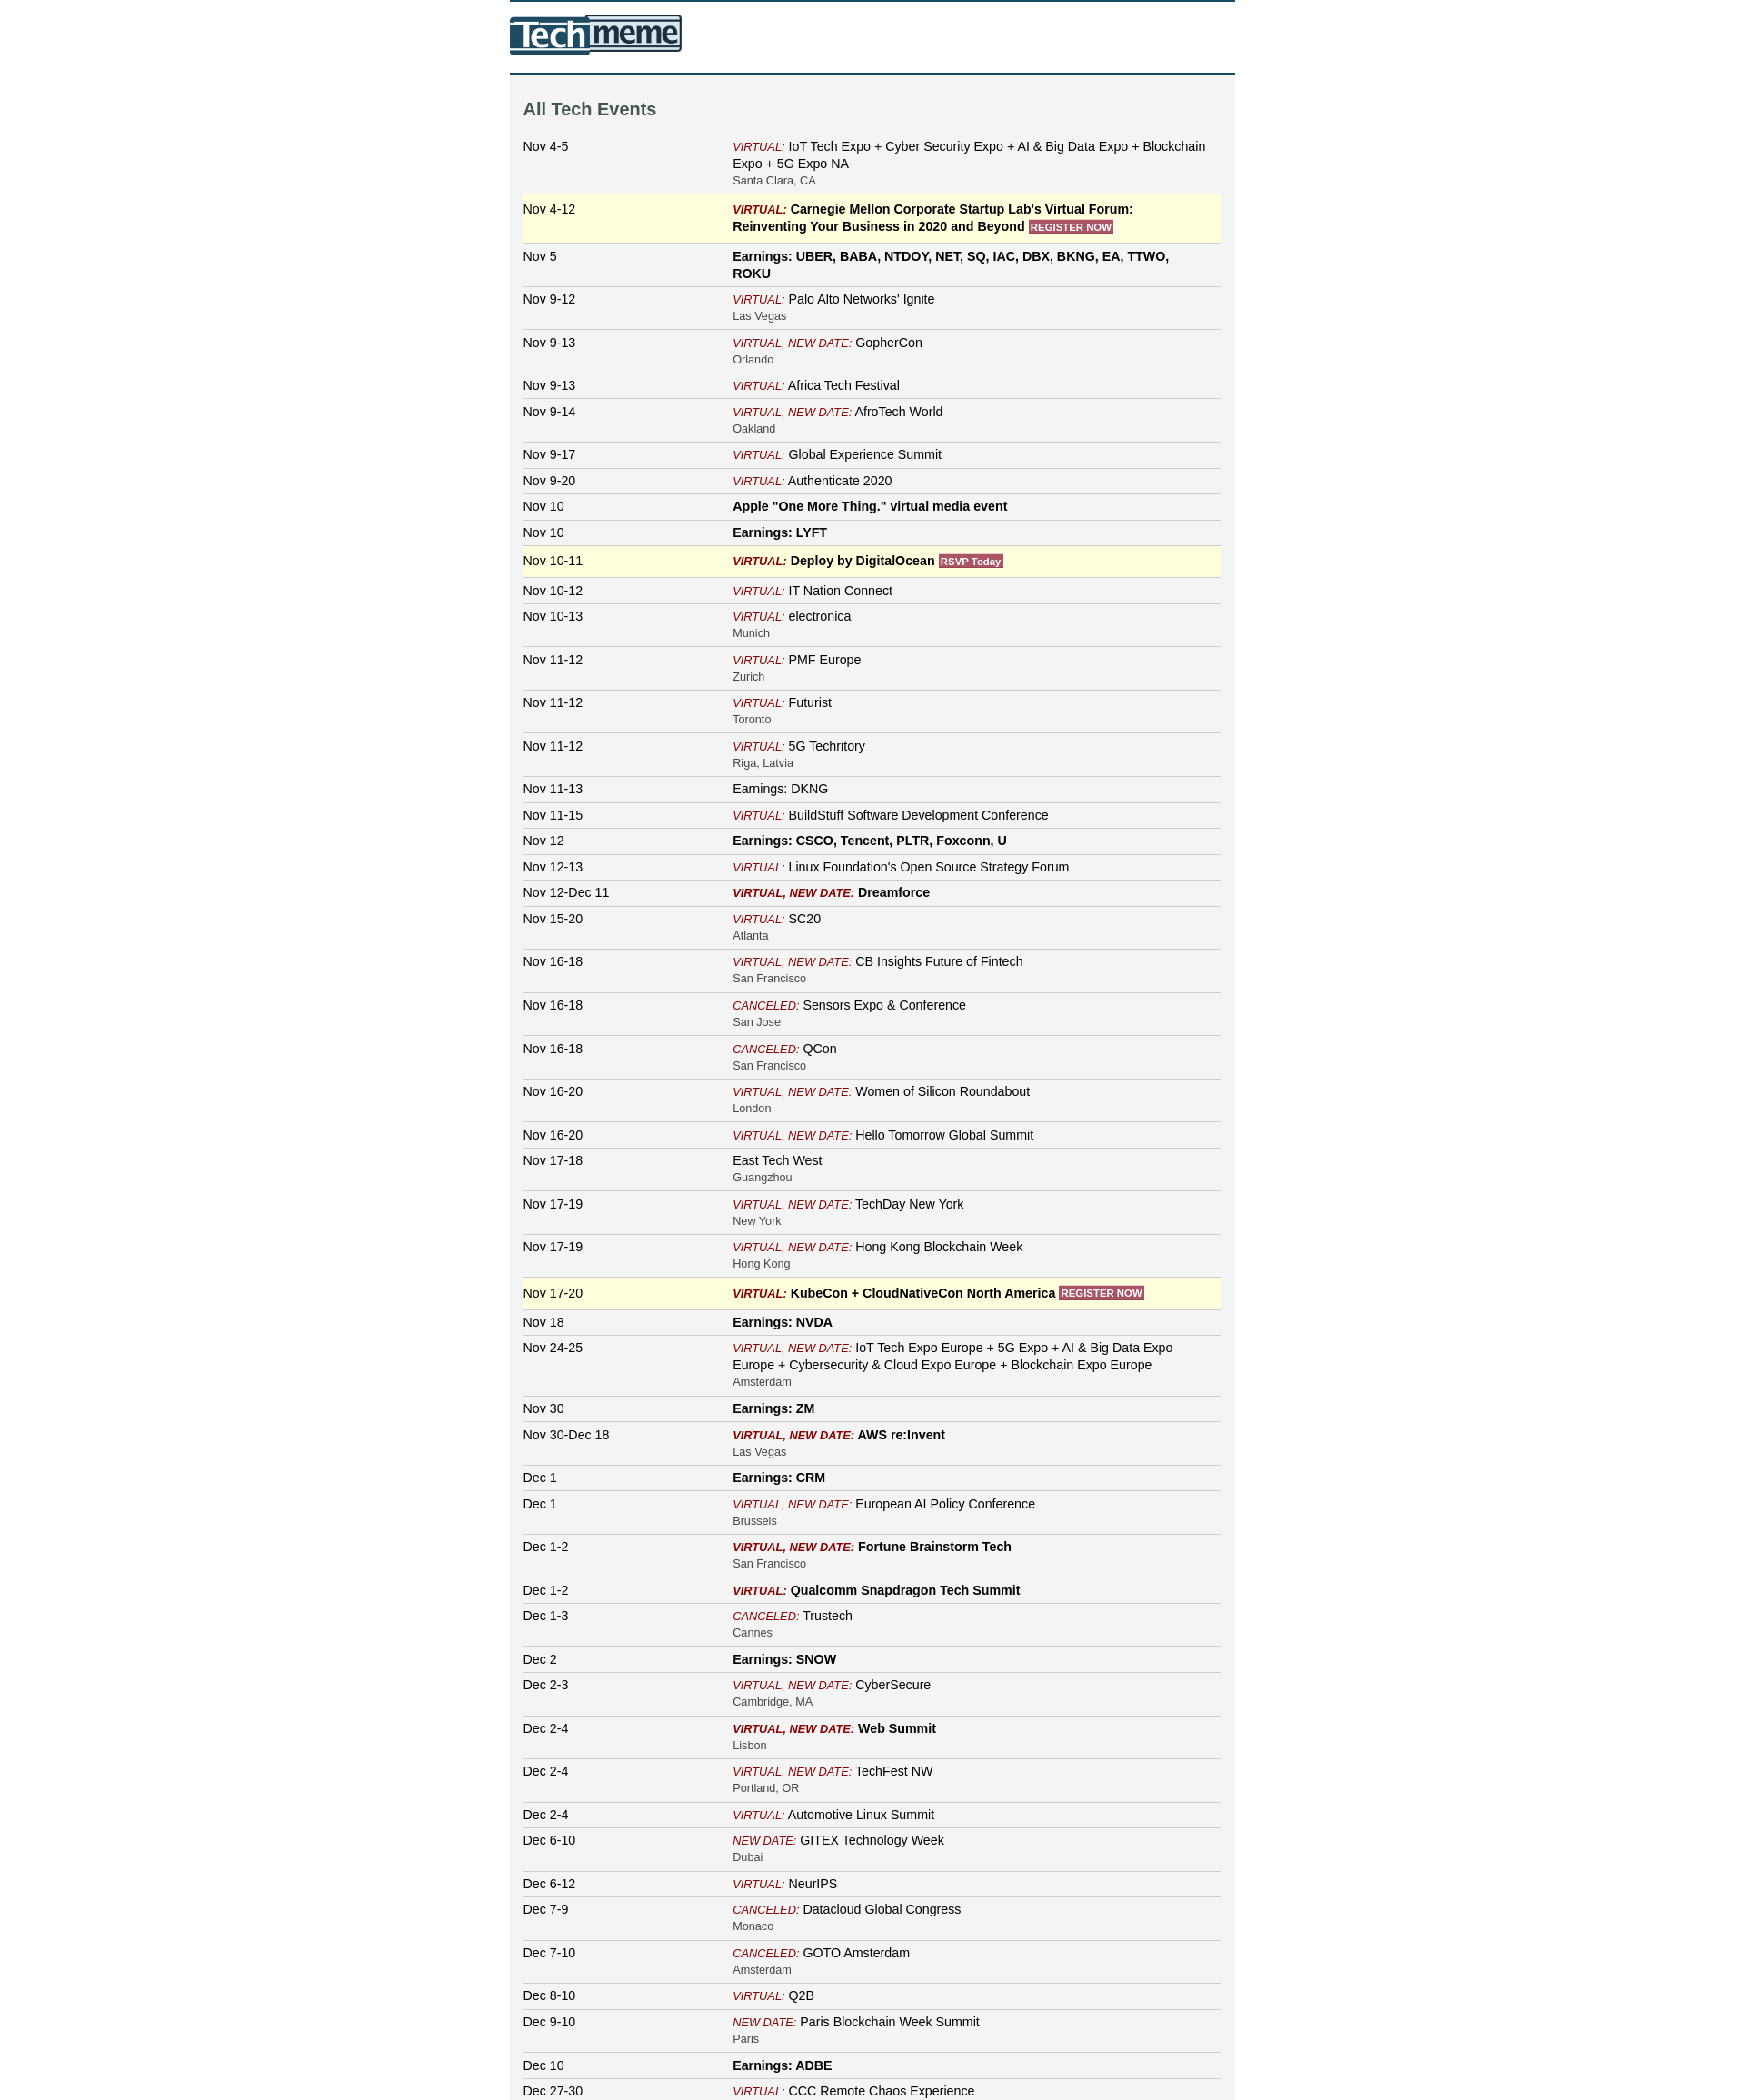 Techmeme
All Tech Events
Nov 4-5
VIRTUAL: IoT Tech Expo + Cyber Security Expo + AI & Big Data Expo + Blockchain
Expo + 5G Expo NA
Santa Clara, CA
Nov 4-12
VIRTUAL: Carnegie Mellon Corporate Startup Lab's Virtual Forum:
Reinventing Your Business in 2020 and Beyond REGISTER NOW
Nov 5
Earnings: UBER, BABA, NTDOY, NET, SQ, IAC, DBX, BKNG, EA, TTWO,
ROKU
Nov 9-12
VIRTUAL: Palo Alto Networks' Ignite
Las Vegas
Nov 9-13
VIRTUAL, NEW DATE: GopherCon
Orlando
Nov 9-13
VIRTUAL: Africa Tech Festival
Nov 9-14
VIRTUAL, NEW DATE: AfroTech World
Oakland
Nov 9-17
VIRTUAL: Global Experience Summit
Nov 9-20
VIRTUAL: Authenticate 2020
Nov 10
Apple "One More Thing." virtual media event
Nov 10
Earnings: LYFT
Nov 10-11
VIRTUAL: Deploy by DigitalOcean RSVP Today
Nov 10-12
VIRTUAL: IT Nation Connect
Nov 10-13
VIRTUAL: electronica
Munich
Nov 11-12
VIRTUAL: PMF Europe
Zurich
Nov 11-12
VIRTUAL: Futurist
Toronto
Nov 11-12
VIRTUAL: 5G Techritory
Riga, Latvia
Nov 11-13
Earnings: DKNG
Nov 11-15
VIRTUAL: BuildStuff Software Development Conference
Nov 12
Earnings: CSCO, Tencent, PLTR, Foxconn, U
Nov 12-13
VIRTUAL: Linux Foundation's Open Source Strategy Forum
Nov 12-Dec 11
VIRTUAL, NEW DATE: Dreamforce
Nov 15-20
VIRTUAL: SC20
Atlanta
Nov 16-18
VIRTUAL, NEW DATE: CB Insights Future of Fintech
San Francisco
Nov 16-18
CANCELED: Sensors Expo & Conference
San Jose
Nov 16-18
CANCELED: QCon
San Francisco
Nov 16-20
VIRTUAL, NEW DATE: Women of Silicon Roundabout
London
Nov 16-20
VIRTUAL, NEW DATE: Hello Tomorrow Global Summit
Nov 17-18
East Tech West
Guangzhou
Nov 17-19
VIRTUAL, NEW DATE: TechDay New York
New York
Nov 17-19
VIRTUAL, NEW DATE: Hong Kong Blockchain Week
Hong Kong
Nov 17-20
VIRTUAL: KubeCon + CloudNativeCon North America REGISTER NOW
Nov 18
Earnings: NVDA
Nov 24-25
VIRTUAL, NEW DATE: IoT Tech Expo Europe + 5G Expo + AI & Big Data Expo
Europe + Cybersecurity & Cloud Expo Europe + Blockchain Expo Europe
Amsterdam
Nov 30
Earnings: ZM
Nov 30-Dec 18
VIRTUAL, NEW DATE: AWS re:Invent
Las Vegas
Dec 1
Earnings: CRM
Dec 1
VIRTUAL, NEW DATE: European AI Policy Conference
Brussels
Dec 1-2
VIRTUAL, NEW DATE: Fortune Brainstorm Tech
San Francisco
Dec 1-2
VIRTUAL: Qualcomm Snapdragon Tech Summit
Dec 1-3
CANCELED: Trustech
Cannes
Dec 2
Earnings: SNOW
Dec 2-3
VIRTUAL, NEW DATE: CyberSecure
Cambridge, MA
Dec 2-4
VIRTUAL, NEW DATE: Web Summit
Lisbon
Dec 2-4
VIRTUAL, NEW DATE: TechFest NW
Portland, OR
Dec 2-4
VIRTUAL: Automotive Linux Summit
Dec 6-10
NEW DATE: GITEX Technology Week
Dubai
Dec 6-12
VIRTUAL: NeurIPS
Dec 7-9
CANCELED: Datacloud Global Congress
Monaco
Dec 7-10
CANCELED: GOTO Amsterdam
Amsterdam
Dec 8-10
VIRTUAL: Q2B
Dec 9-10
NEW DATE: Paris Blockchain Week Summit
Paris
Dec 10
Earnings: ADBE
Dec 27-30
VIRTUAL: CCC Remote Chaos Experience